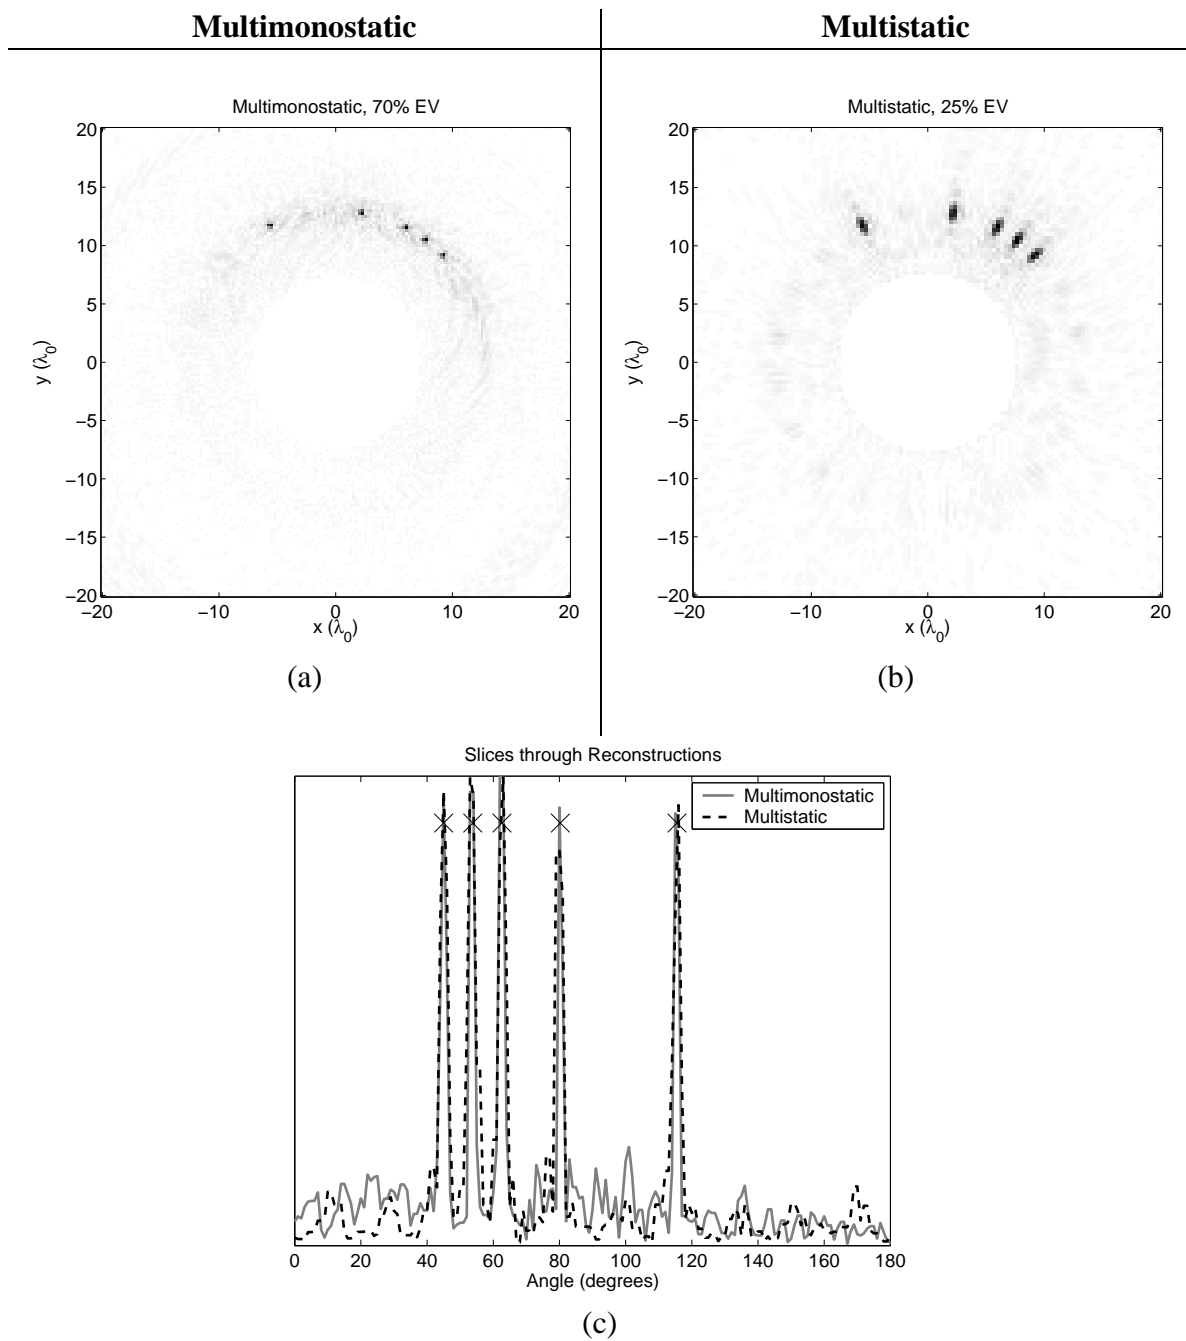 Multimonostatic
Multistatic
Multimonostatic, 70% EV
20
15
10
5
0
−5
−10
−15
−20
−20
−10
0
10
20
y (λ0)
x (λ0)
(a)
Multistatic, 25% EV
20
15
10
5
0
−5
−10
−15
−20
−20
−10
0
10
20
y (λ0)
x (λ0)
(b)
Slices through Reconstructions
Multimonostatic
Multistatic
0 20 40 60 80 100 120 140 160 180
Angle (degrees)
(c)